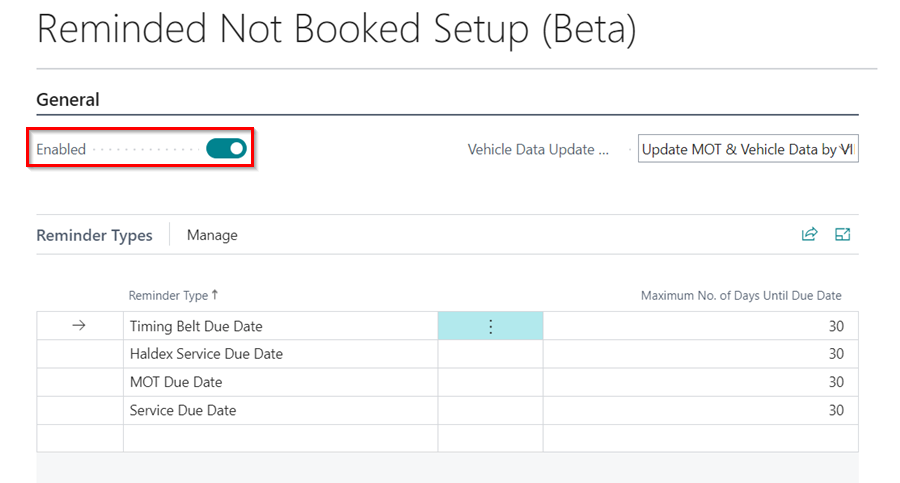 Reminded Not Booked Setup (Beta)
General
Enabled
Vehicle Data Update ...
Update MOT & Vehicle Data by VI
Reminder Types
Manage
Reminder Type ↑
Maximum No. of Days Until Due Date
Timing Belt Due Date 30
Haldex Service Due Date 30
MOT Due Date 30
Service Due Date 30